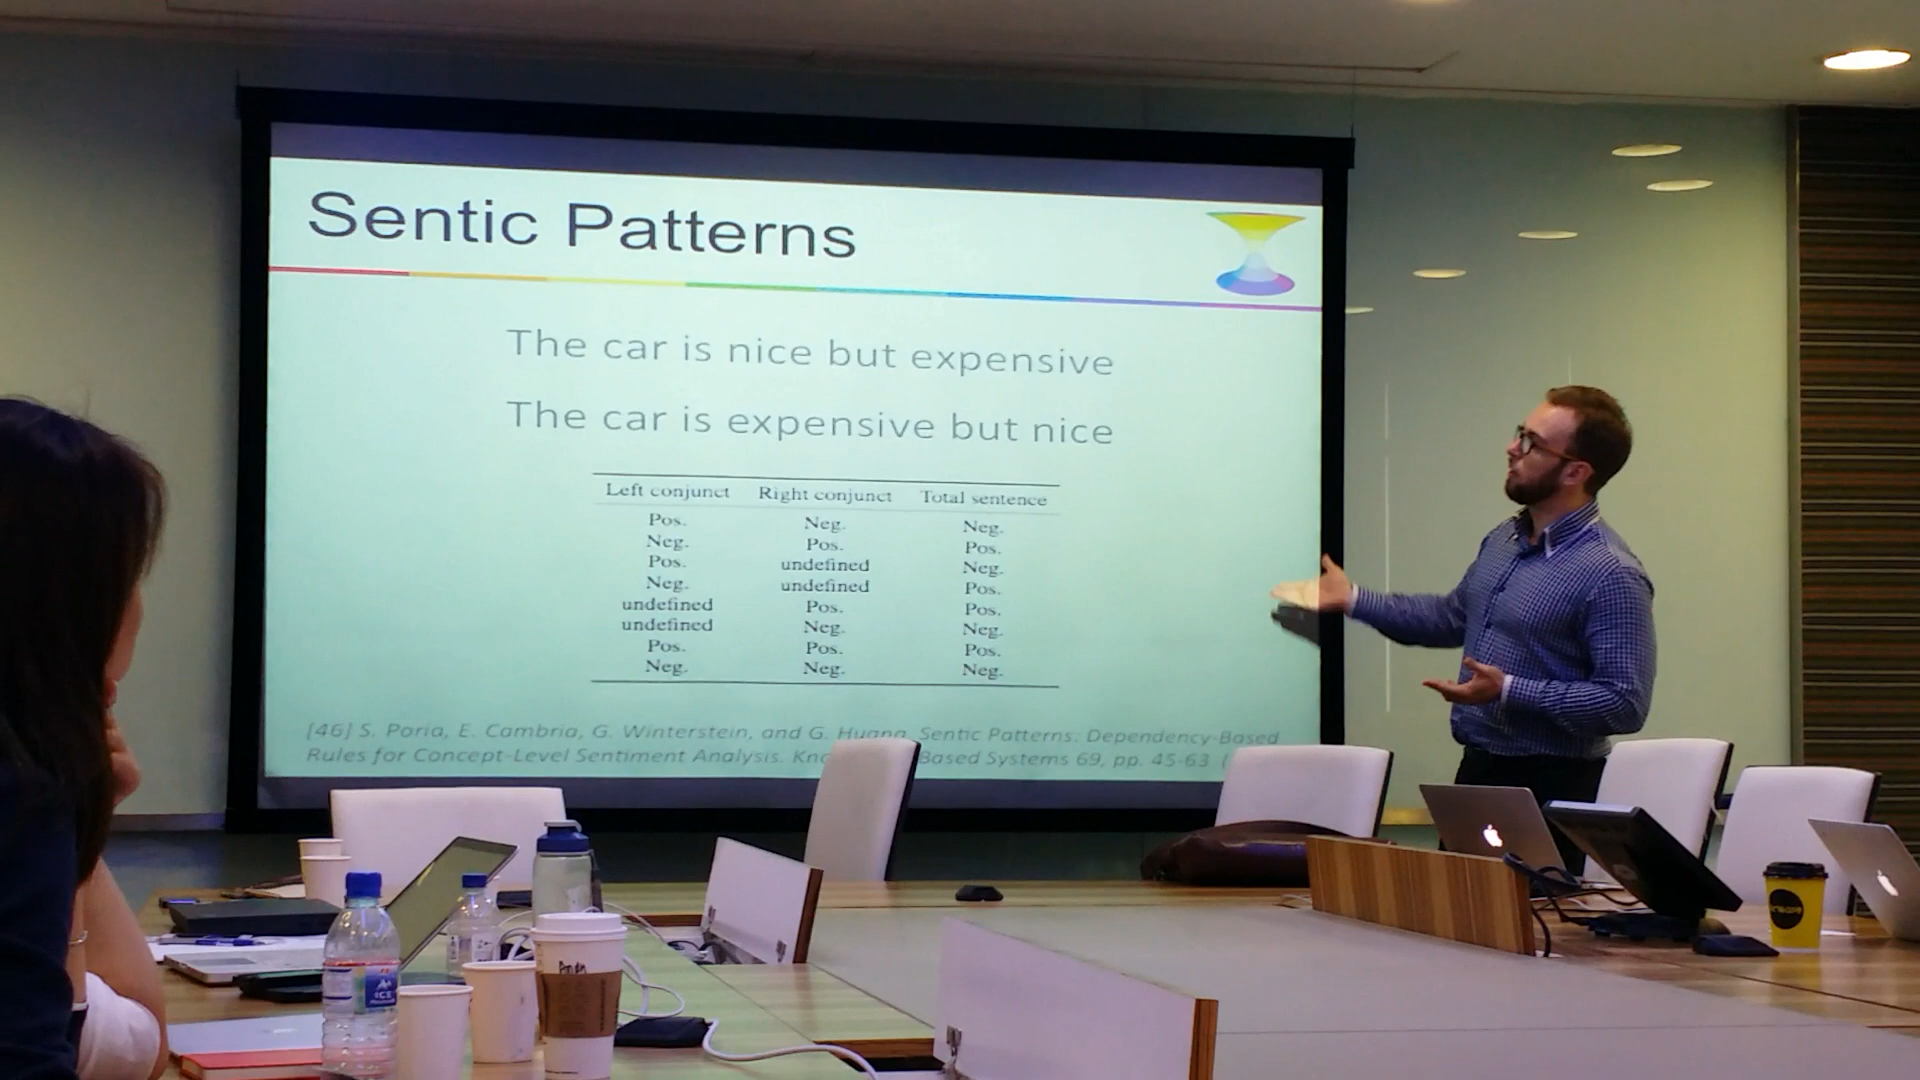 Sentic Patterns
The car is nice but expensive
The car is expensive but nice
Left conjunct Right conjunct Total sentence
Pos. Neg. Neg.
Neg. Pos. Pos.
Pos. undefined Neg.
Neg. undefined Pos.
undefined Pos. Pos.
undefined Neg. Neg.
Pos. Pos. Pos.
Neg. Neg. Neg.
[46] S. Poria, E. Cambria, G. Winterstein, and G. Huang, Sentic Patterns: Dependency-Based
Rules for Concept-Level Sentiment Analysis. Based Systems 69, pp. 45-63 (
ICE